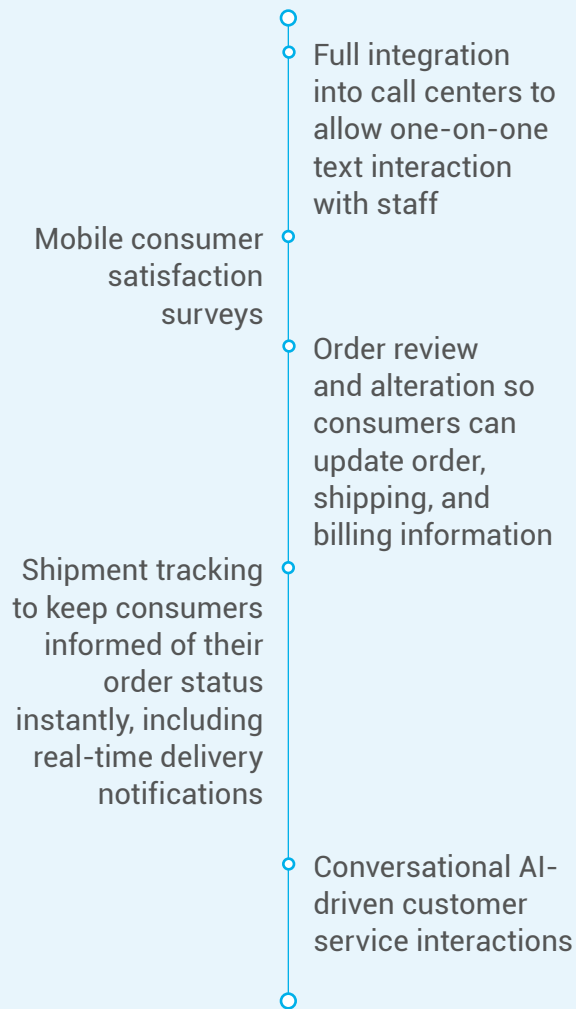 Full integration
into call centers to
allow one-on-one
text interaction
with staff
Mobile consumer
satisfaction
surveys
Order review
and alteration so
consumers can
update order,
shipping, and
billing information
Shipment tracking
to keep consumers
informed of their
order status
instantly, including
real-time delivery
notifications
Conversational AI-
driven customer
service interactions